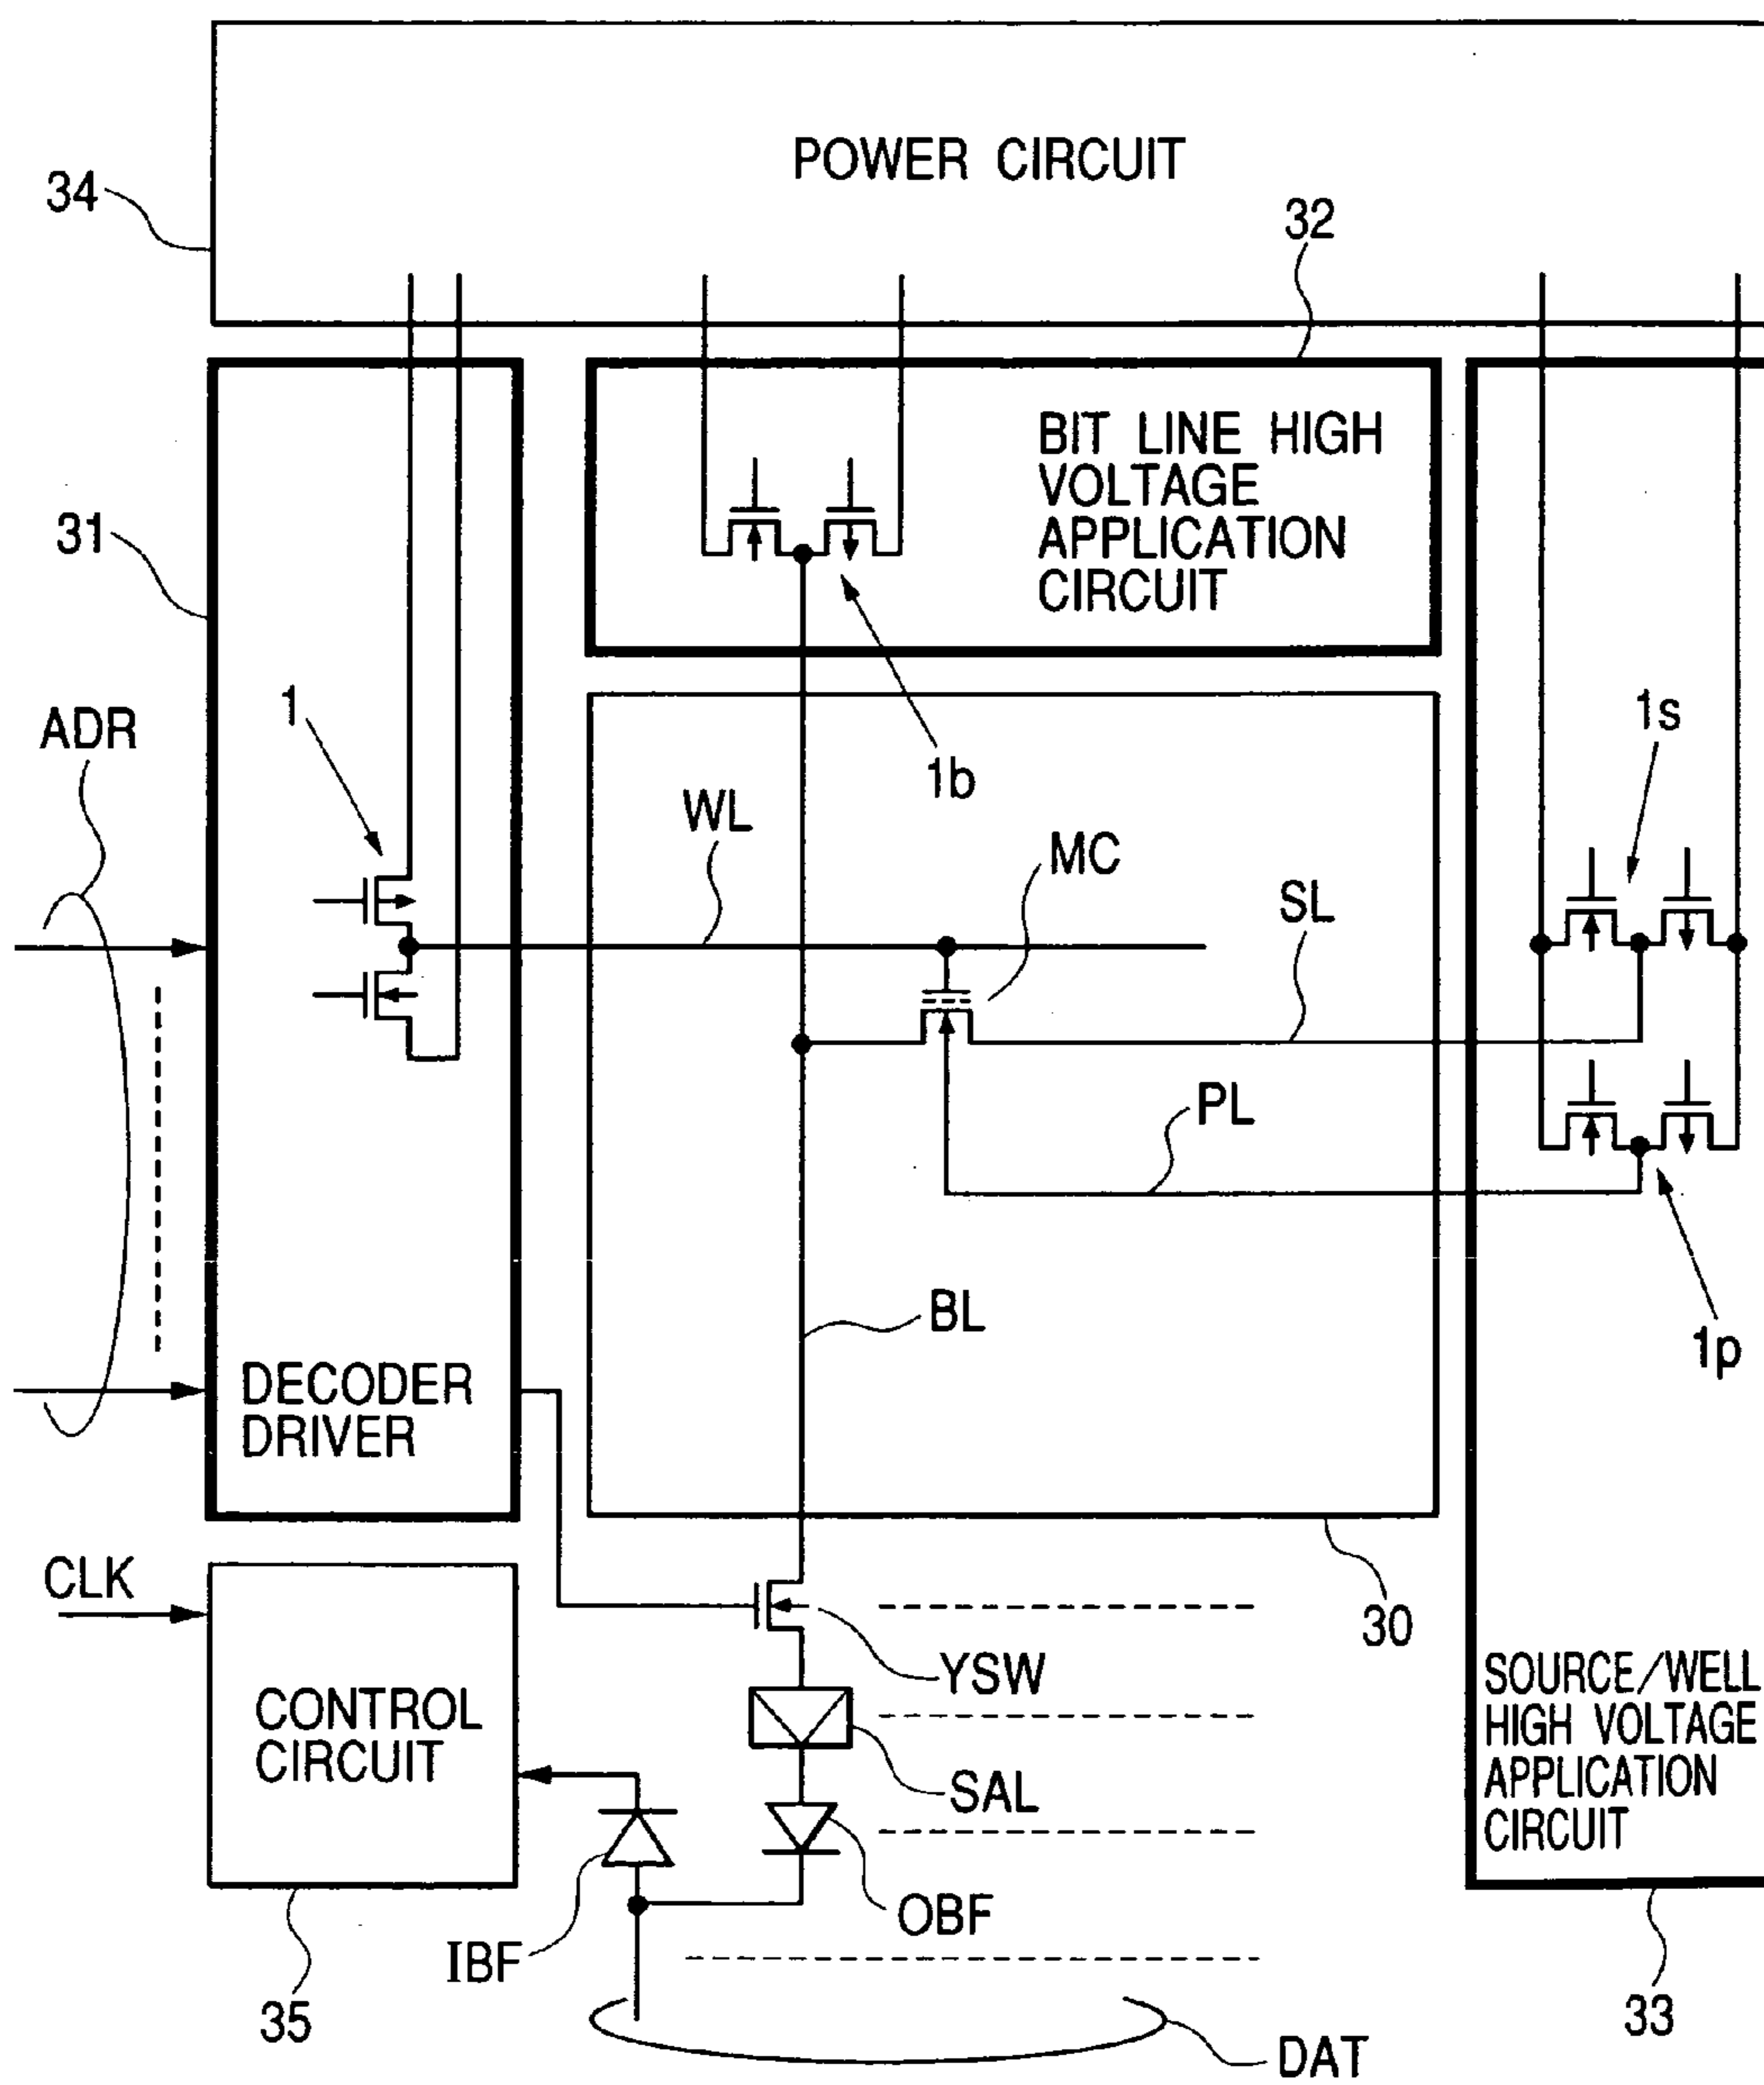 POWER CIRCUIT
34
32
BIT LINE HIGH
VOLTAGE
APPLICATION
CIRCUIT
31
1
ADR
1s
1b
WL
MC
SL
PL
BL
1p
DECODER
DRIVER
CLK
30
YSW
CONTROL
CIRCUIT
SOURCE/WELL
HIGH VOLTAGE
APPLICATION
CIRCUIT
SAL
OBF
IBF
35
33
DAT